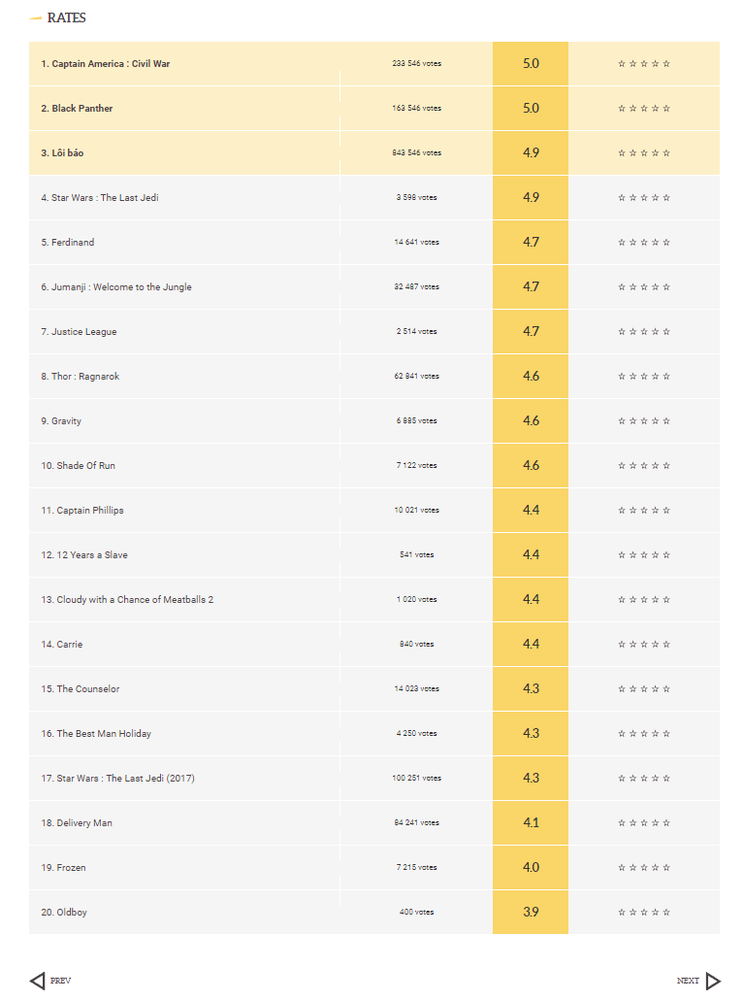 RATES
1. Captain America : Civil War 233 546 votes 5.0 ☆ ☆ ☆ ☆ ☆
2. Black Panther 163 546 votes 5.0 ☆ ☆ ☆ ☆ ☆
3. Lôi báo 843 546 votes 4.9 ☆ ☆ ☆ ☆ ☆
4. Star Wars : The Last Jedi 3 598 votes 4.9 ☆ ☆ ☆ ☆ ☆
5. Ferdinand 14 641 votes 4.7 ☆ ☆ ☆ ☆ ☆
6. Jumanji : Welcome to the Jungle 32 487 votes 4.7 ☆ ☆ ☆ ☆ ☆
7. Justice League 2 514 votes 4.7 ☆ ☆ ☆ ☆ ☆
8. Thor : Ragnarok 62 841 votes 4.6 ☆ ☆ ☆ ☆ ☆
9. Gravity 6 885 votes 4.6 ☆ ☆ ☆ ☆ ☆
10. Shade Of Run 7 122 votes 4.6 ☆ ☆ ☆ ☆ ☆
11. Captain Phillips 10 021 votes 4.4 ☆ ☆ ☆ ☆ ☆
12. 12 Years a Slave 541 votes 4.4 ☆ ☆ ☆ ☆ ☆
13. Cloudy with a Chance of Meatballs 2 1 020 votes 4.4 ☆ ☆ ☆ ☆ ☆
14. Carrie 840 votes 4.4 ☆ ☆ ☆ ☆ ☆
15. The Counselor 14 023 votes 4.3 ☆ ☆ ☆ ☆ ☆
16. The Best Man Holiday 4 250 votes 4.3 ☆ ☆ ☆ ☆ ☆
17. Star Wars : The Last Jedi (2017) 100 251 votes 4.3 ☆ ☆ ☆ ☆ ☆
18. Delivery Man 84 241 votes 4.1 ☆ ☆ ☆ ☆ ☆
19. Frozen 7 215 votes 4.0 ☆ ☆ ☆ ☆ ☆
20. Oldboy 400 votes 3.9 ☆ ☆ ☆ ☆ ☆
PREV NEXT